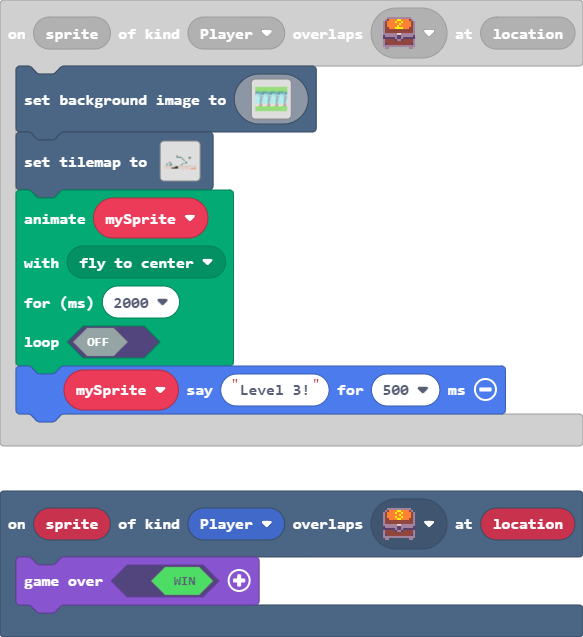 on sprite of kind Player overlaps 2 at location
set background image to
set tilemap to
animate mySprite
with fly to center
for (ms) 2000
loop OFF
mySprite say "Level 3!" for 500 ms
on sprite of kind Player overlaps 3 at location
game over WIN